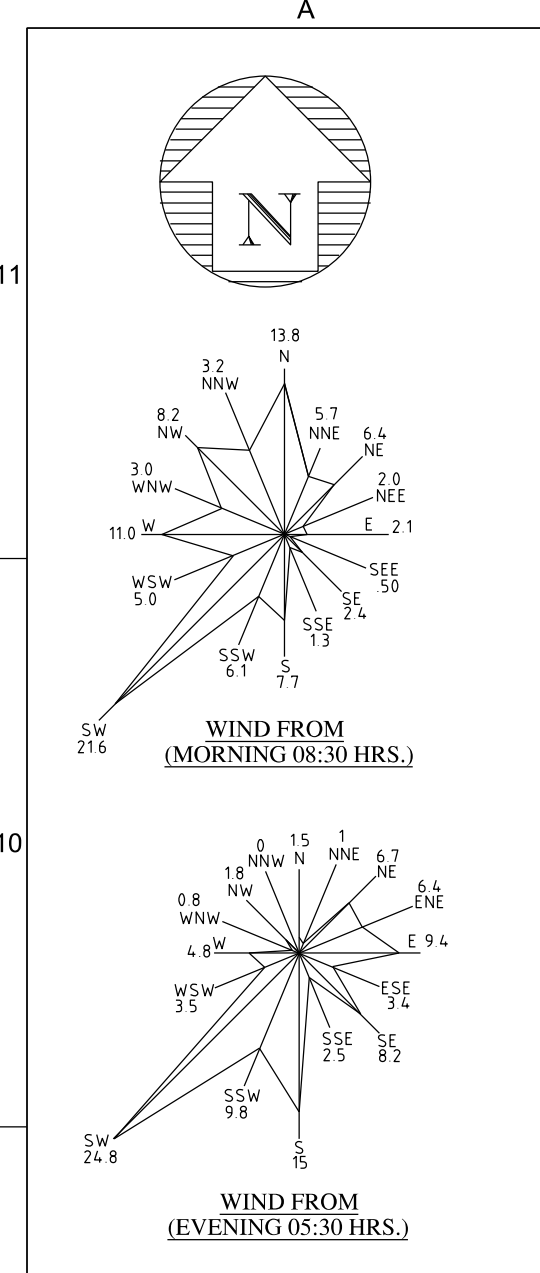 A
N
11
13.8
N
3.2
NNW
5.7
NNE
8.2
NW
6.4
NE
3.0
WNW
2.0
NEE
11.0 W
E 2.1
WSW
5.0
SEE
.50
SE
2.4
SSE
1.3
SSW
6.1
S
7.7
SW
21.6
WIND FROM
(MORNING 08:30 HRS.)
10
0
NNW
1.5
N
1
NNE
6.7
NE
1.8
NW
6.4
ENE
0.8
WNW
4.8 W
E 9.4
WSW
3.5
ESE
3.4
SSE
2.5
SE
8.2
SSW
9.8
SW
24.8
S
15
WIND FROM
(EVENING 05:30 HRS.)